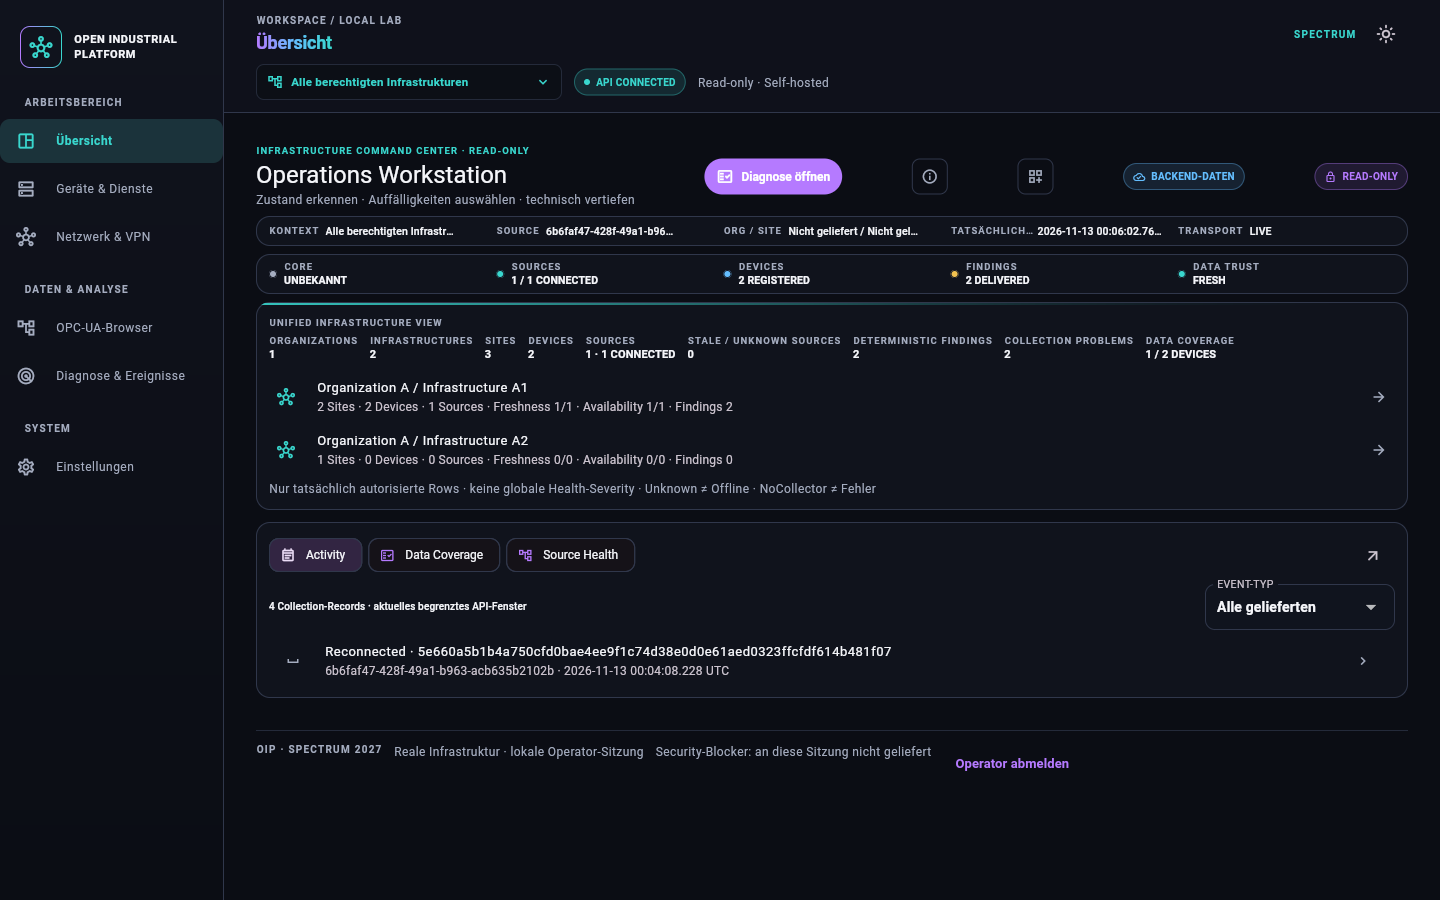 OPEN INDUSTRIAL
PLATFORM
ARBEITSBEREICH
Übersicht
Geräte & Dienste
Netzwerk & VPN
DATEN & ANALYSE
OPC-UA-Browser
Diagnose & Ereignisse
SYSTEM
Einstellungen
WORKSPACE / LOCAL LAB
Übersicht
SPECTRUM
Alle berechtigten Infrastrukturen
API CONNECTED
Read-only · Self-hosted
INFRASTRUCTURE COMMAND CENTER · READ-ONLY
Operations Workstation
Zustand erkennen · Auffälligkeiten auswählen · technisch vertiefen
Diagnose öffnen
BACKEND-DATEN
READ-ONLY
KONTEXT Alle berechtigten Infrastr…
SOURCE 6b6faf47-428f-49a1-b96…
ORG / SITE Nicht geliefert / Nicht gel…
TATSÄCHLICH… 2026-11-13 00:06:02.76…
TRANSPORT LIVE
CORE
UNBEKANNT
SOURCES
1 / 1 CONNECTED
DEVICES
2 REGISTERED
FINDINGS
2 DELIVERED
DATA TRUST
FRESH
UNIFIED INFRASTRUCTURE VIEW
ORGANIZATIONS
1
INFRASTRUCTURES
2
SITES
3
DEVICES
2
SOURCES
1 · 1 CONNECTED
STALE / UNKNOWN SOURCES
0
DETERMINISTIC FINDINGS
2
COLLECTION PROBLEMS
2
DATA COVERAGE
1 / 2 DEVICES
Organization A / Infrastructure A1
2 Sites · 2 Devices · 1 Sources · Freshness 1/1 · Availability 1/1 · Findings 2
Organization A / Infrastructure A2
1 Sites · 0 Devices · 0 Sources · Freshness 0/0 · Availability 0/0 · Findings 0
Nur tatsächlich autorisierte Rows · keine globale Health-Severity · Unknown ≠ Offline · NoCollector ≠ Fehler
Activity
Data Coverage
Source Health
4 Collection-Records · aktuelles begrenztes API-Fenster
EVENT-TYP
Alle gelieferten
Reconnected · 5e660a5b1b4a750cfd0bae4ee9f1c74d38e0d0e61aed0323ffcfdf614b481f07
6b6faf47-428f-49a1-b963-acb635b2102b · 2026-11-13 00:04:08.228 UTC
OIP · SPECTRUM 2027
Reale Infrastruktur · lokale Operator-Sitzung
Security-Blocker: an diese Sitzung nicht geliefert
Operator abmelden